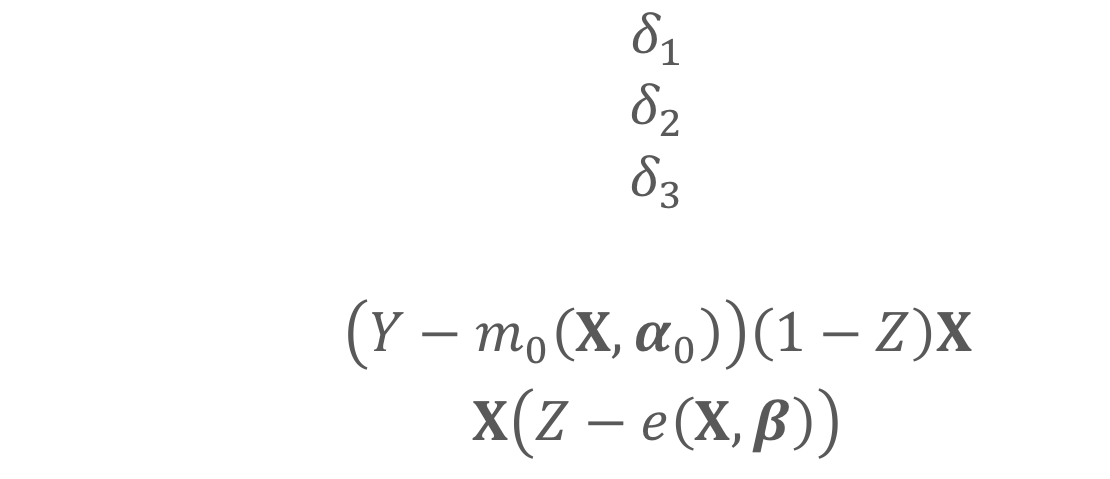 δ₁
δ₂
δ₃
(Y − m₀(𝐗, 𝜶₀))(1 − Z)𝐗
𝐗(Z − e(𝐗, 𝜷))